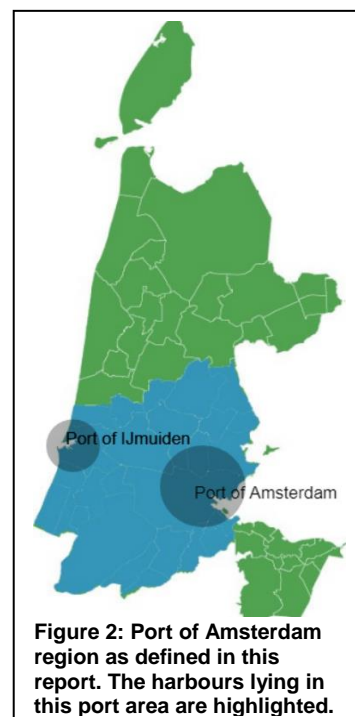 Port of IJmuiden
Port of Amsterdam
Figure 2: Port of Amsterdam
region as defined in this
report. The harbours lying in
this port area are highlighted.